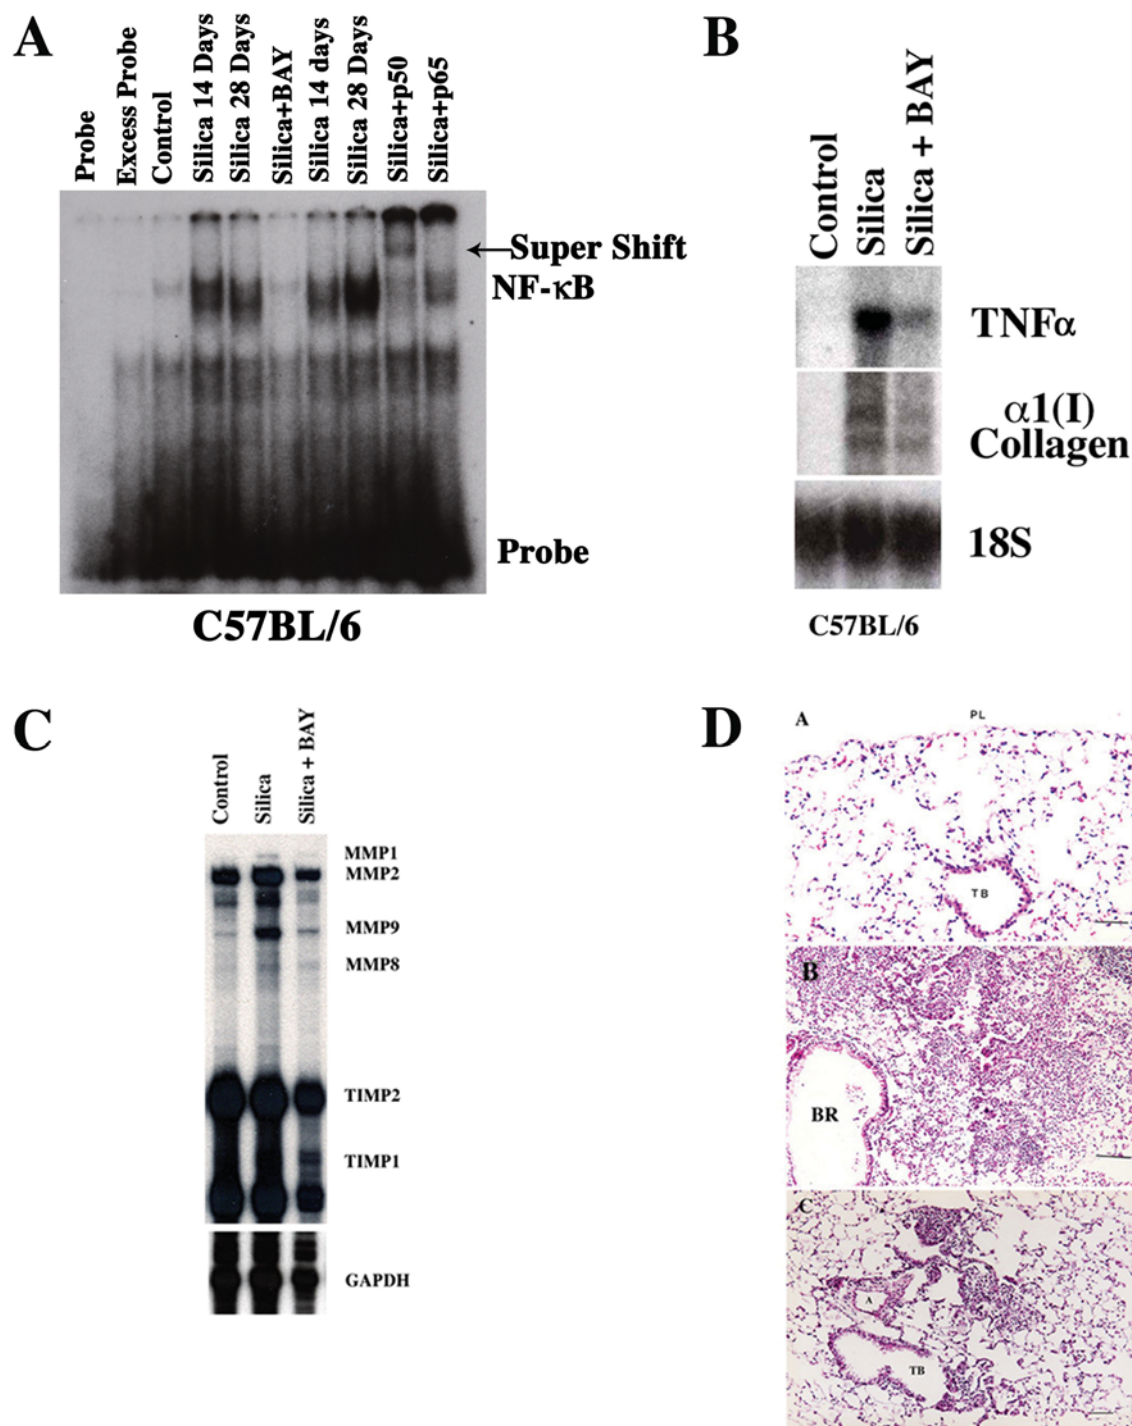 A
Probe
Excess Probe
Control
Silica 14 Days
Silica 28 Days
Silica+BAY
Silica 14 days
Silica 28 Days
Silica+p50
Silica+p65
Super Shift
NF-κB
Probe
C57BL/6
B
Control
Silica
Silica + BAY
TNFα
α1(I)
Collagen
18S
C57BL/6
C
Control
Silica
Silica + BAY
MMP1
MMP2
MMP9
MMP8
TIMP2
TIMP1
GAPDH
D
A
PL
TB
B
BR
C
A
TB